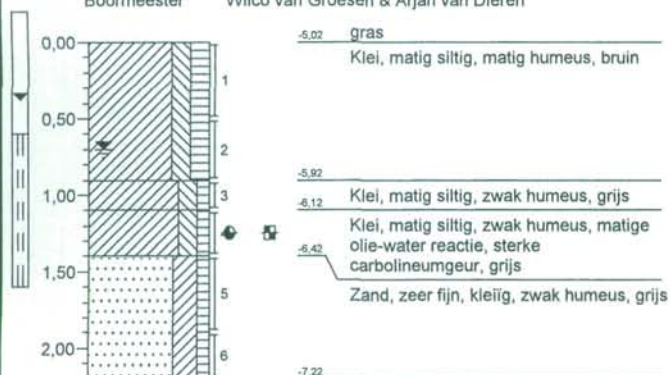 Boormeester Wilco van Groesen & Arjan van Dieren
0,00
-5,02 gras
Klei, matig siltig, matig humeus, bruin
1
0,50
2
-5,92
1,00
3
Klei, matig siltig, zwak humeus, grijs
-6,12
Klei, matig siltig, zwak humeus, matige
olie-water reactie, sterke
carbolineumgeur, grijs
-6,42
1,50
5
Zand, zeer fijn, kleiïg, zwak humeus, grijs
2,00
6
-7,22